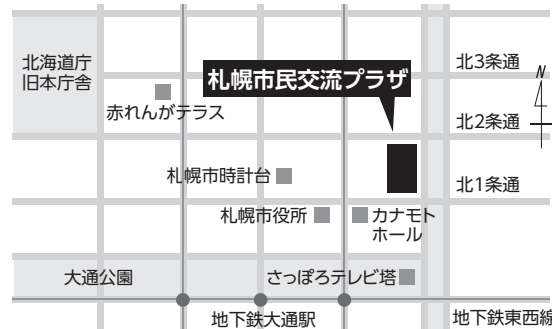 北海道庁
旧本庁舎
札幌市民交流プラザ
北3条通
N
赤れんがテラス
北2条通
札幌市時計台
北1条通
札幌市役所
カナモト
ホール
大通公園
さっぽろテレビ塔
地下鉄大通駅
地下鉄東西線